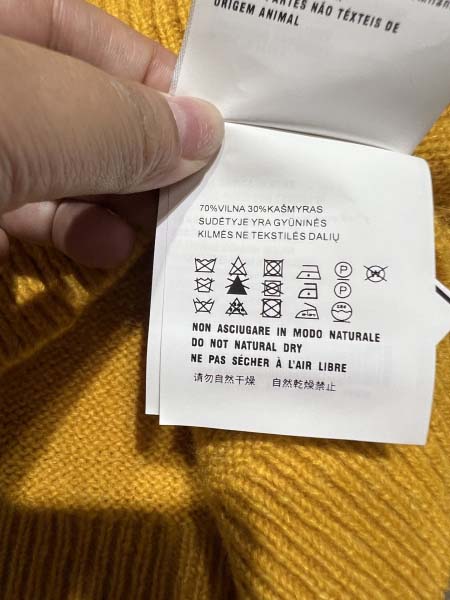 PARTES NÃO TÊXTEIS DE
ORIGEM ANIMAL
70%VILNA 30%KAŠMYRAS
SUDĖTYJE YRA GYŪNINĖS
KILMĖS NE TEKSTILĖS DALIŲ
P
P
NON ASCIUGARE IN MODO NATURALE
DO NOT NATURAL DRY
NE PAS SÉCHER À L'AIR LIBRE
请勿自然干燥 自然乾燥禁止